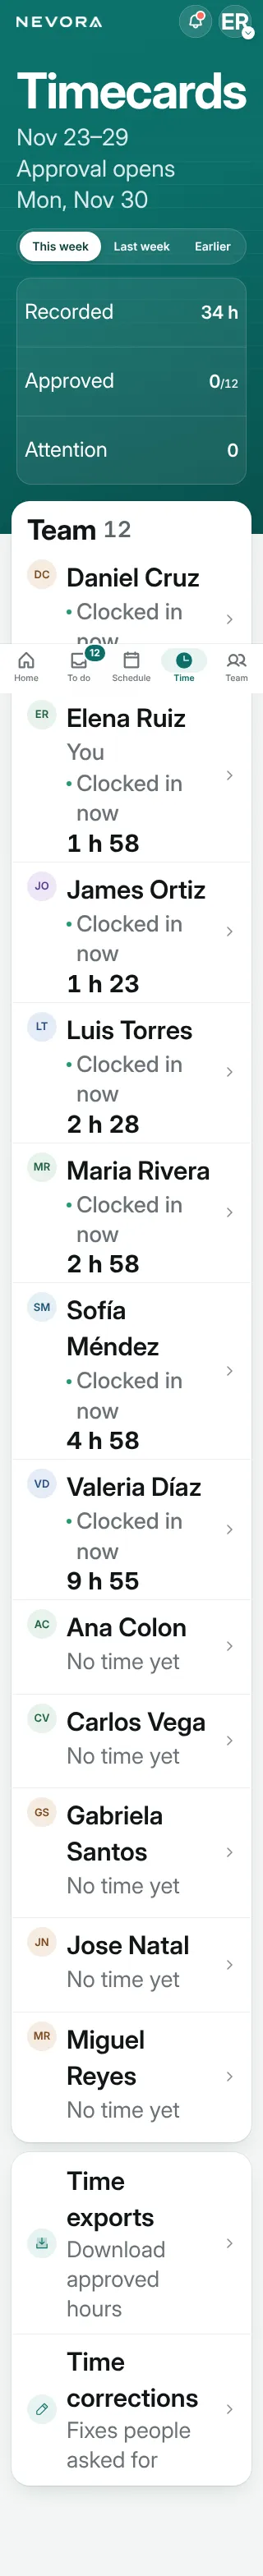 NEVORA
ER
Timecards
Nov 23–29
Approval opens
Mon, Nov 30
This week
Last week
Earlier
Recorded
34 h
Approved
0/12
Attention
0
Team 12
DC
Daniel Cruz
Clocked in
now
Home
12
To do
Schedule
Time
Team
ER
Elena Ruiz
You
Clocked in
now
1 h 58
JO
James Ortiz
Clocked in
now
1 h 23
LT
Luis Torres
Clocked in
now
2 h 28
MR
Maria Rivera
Clocked in
now
2 h 58
SM
Sofía
Méndez
Clocked in
now
4 h 58
VD
Valeria Díaz
Clocked in
now
9 h 55
AC
Ana Colon
No time yet
CV
Carlos Vega
No time yet
GS
Gabriela
Santos
No time yet
JN
Jose Natal
No time yet
MR
Miguel
Reyes
No time yet
Time
exports
Download
approved
hours
Time
corrections
Fixes people
asked for